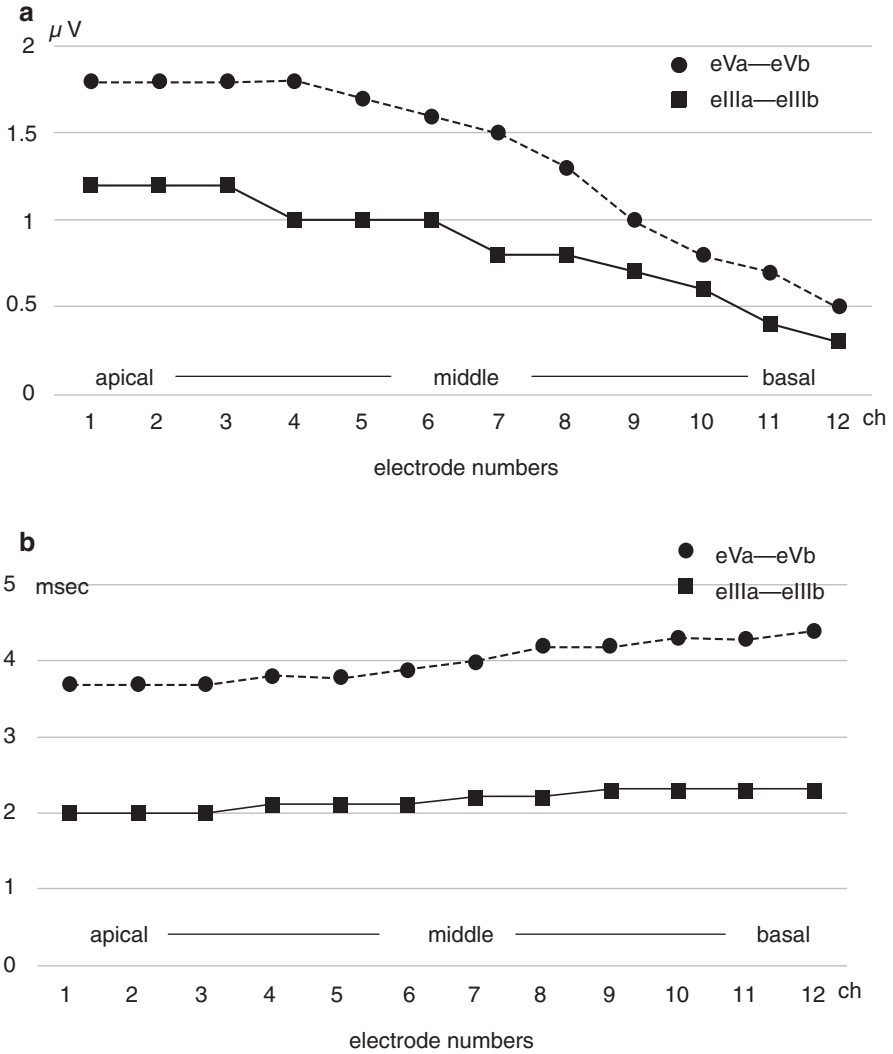 a
μV
2
eVa—eVb
eIIIa—eIIIb
1.5
1
0.5
apical middle basal
0
1 2 3 4 5 6 7 8 9 10 11 12 ch
electrode numbers
b
eVa—eVb
5 msec
eIIIa—eIIIb
4
3
2
1
apical middle basal
0
1 2 3 4 5 6 7 8 9 10 11 12 ch
electrode numbers